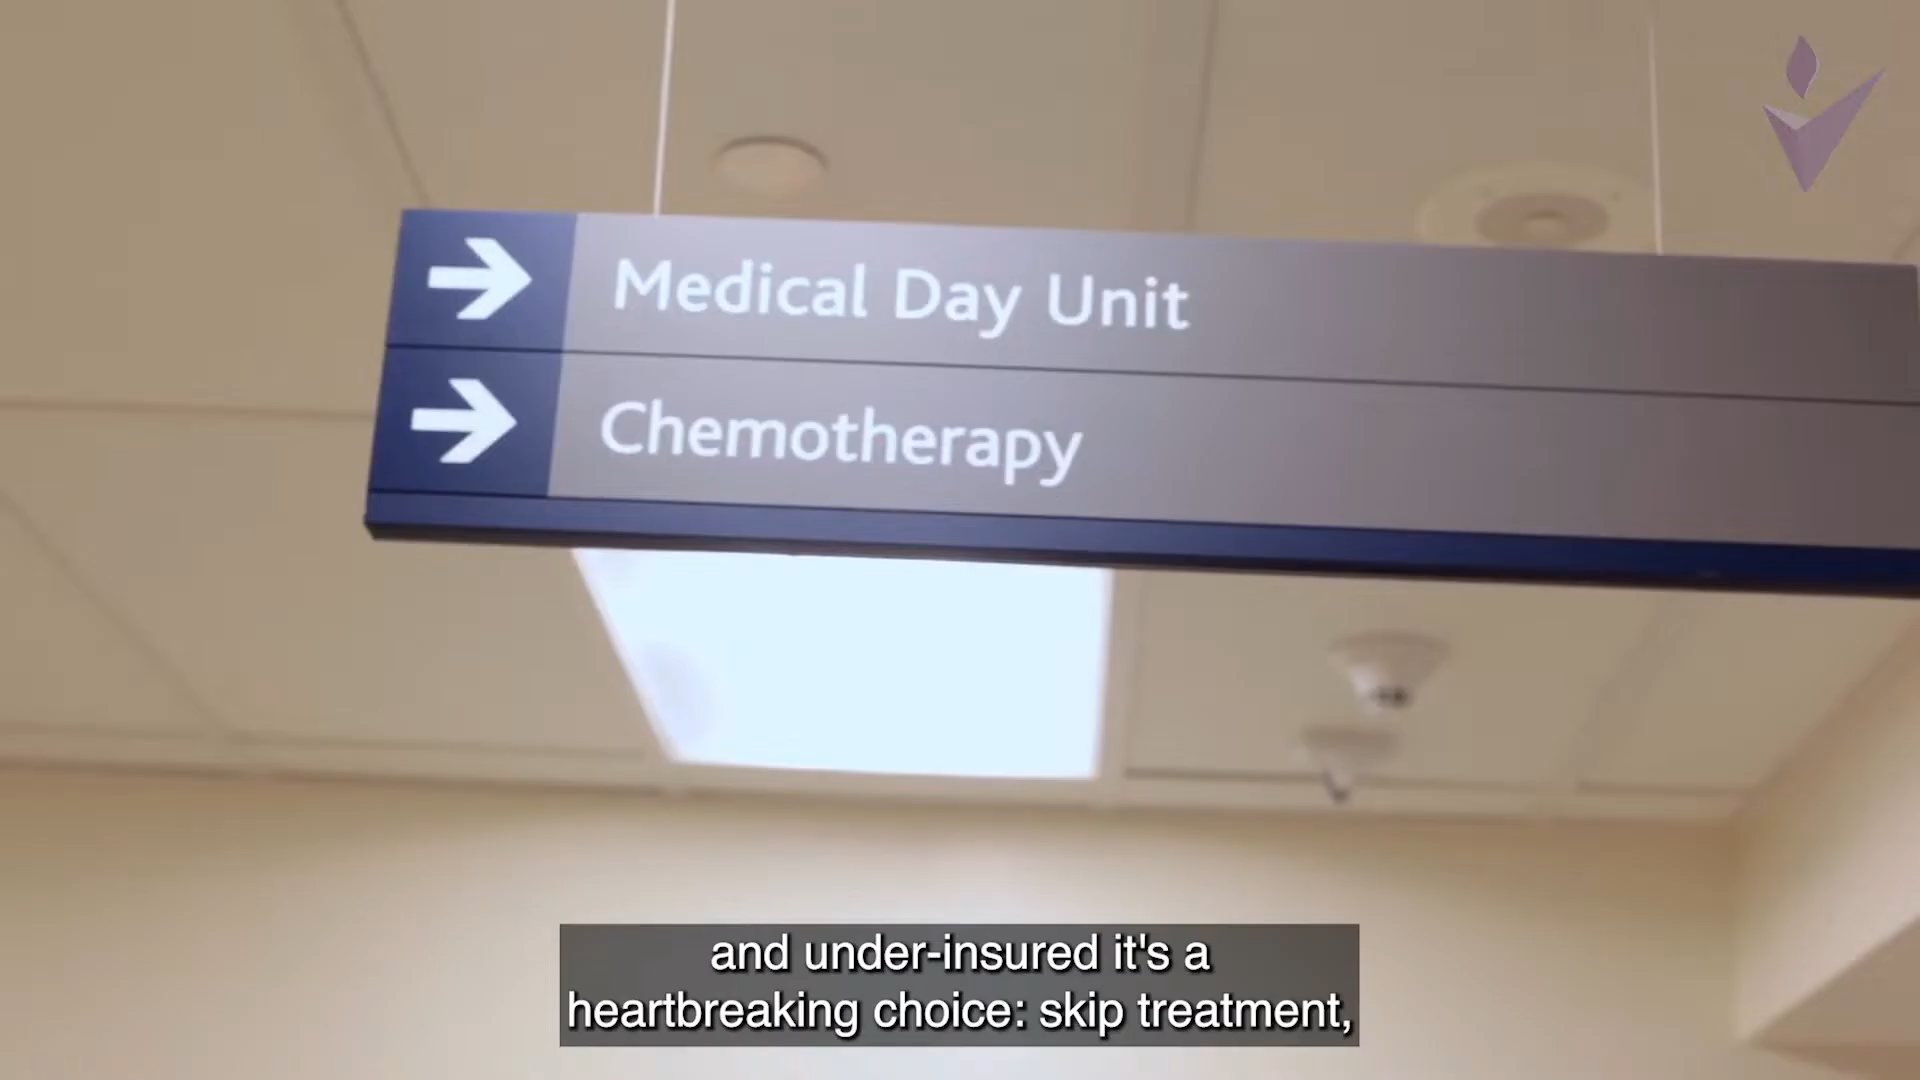 Medical Day Unit
Chemotherapy
and under-insured it's a
heartbreaking choice: skip treatment,